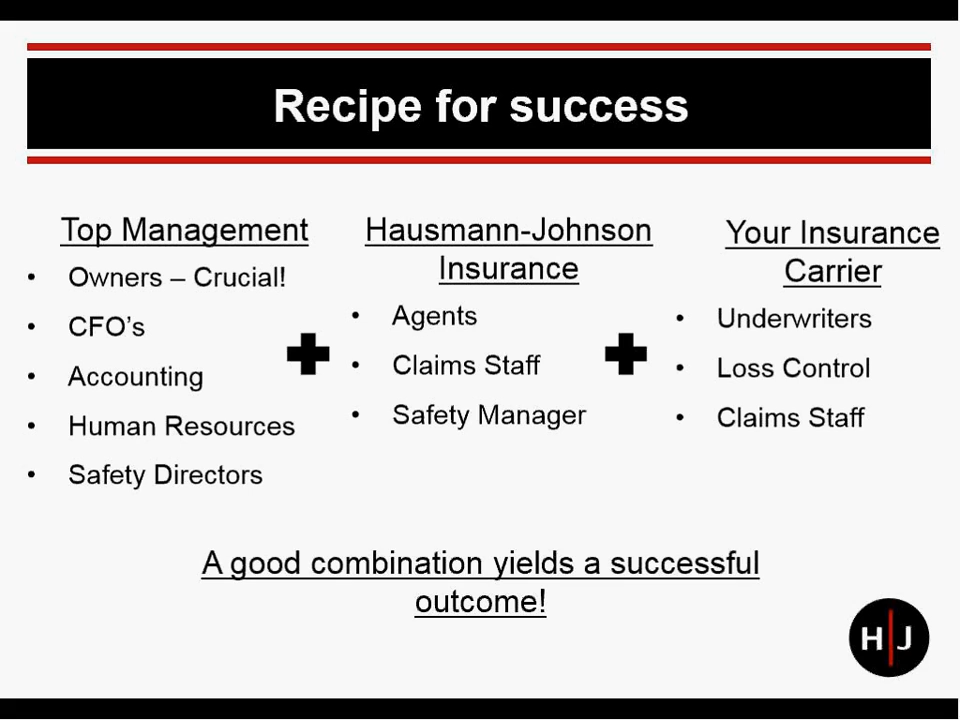 Recipe for success
Top Management
• Owners – Crucial!
• CFO's
• Accounting
• Human Resources
• Safety Directors
Hausmann-Johnson
Insurance
• Agents
• Claims Staff
• Safety Manager
Your Insurance
Carrier
• Underwriters
• Loss Control
• Claims Staff
A good combination yields a successful
outcome!
H|J